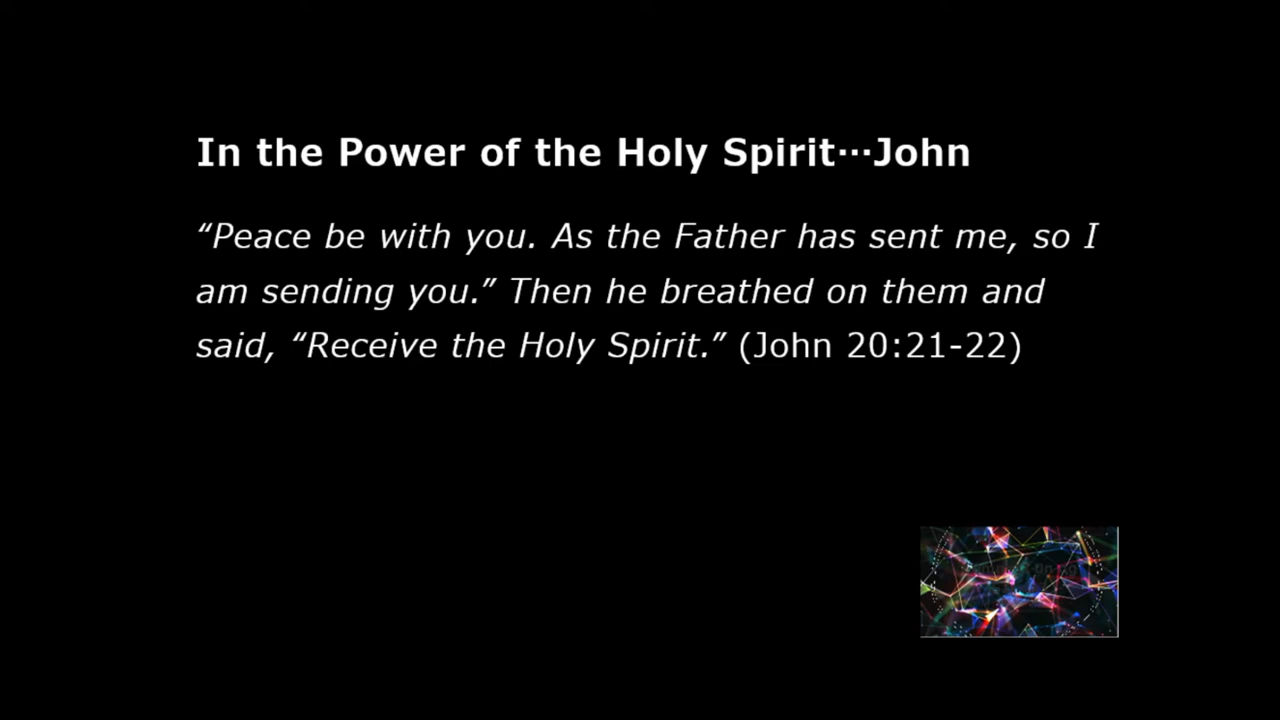 In the Power of the Holy Spirit···John
“Peace be with you. As the Father has sent me, so I
am sending you.” Then he breathed on them and
said, “Receive the Holy Spirit.” (John 20:21-22)